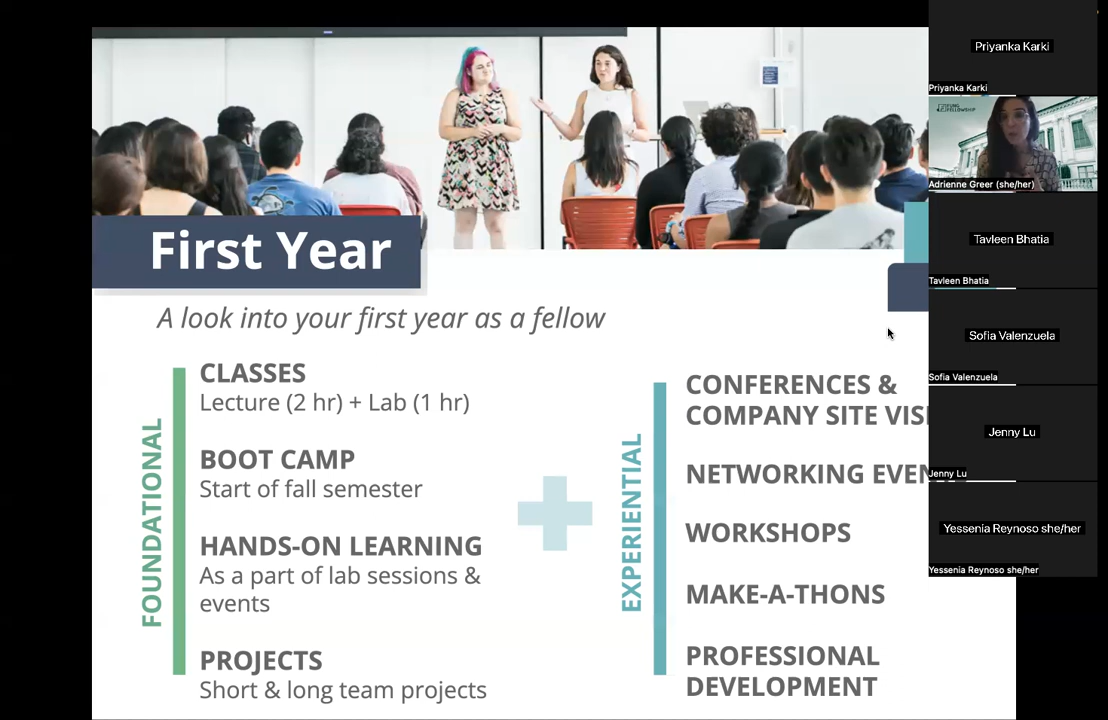 First Year
A look into your first year as a fellow
FOUNDATIONAL
CLASSES
Lecture (2 hr) + Lab (1 hr)
BOOT CAMP
Start of fall semester
HANDS-ON LEARNING
As a part of lab sessions &
events
PROJECTS
Short & long team projects
EXPERIENTIAL
CONFERENCES &
COMPANY SITE VISI
NETWORKING EVEN
WORKSHOPS
MAKE-A-THONS
PROFESSIONAL
DEVELOPMENT
Priyanka Karki
Priyanka Karki
FUNG
FELLOWSHIP
Adrienne Greer (she/her)
Tavleen Bhatia
Tavleen Bhatia
Sofia Valenzuela
Sofia Valenzuela
Jenny Lu
Jenny Lu
Yessenia Reynoso she/her
Yessenia Reynoso she/her